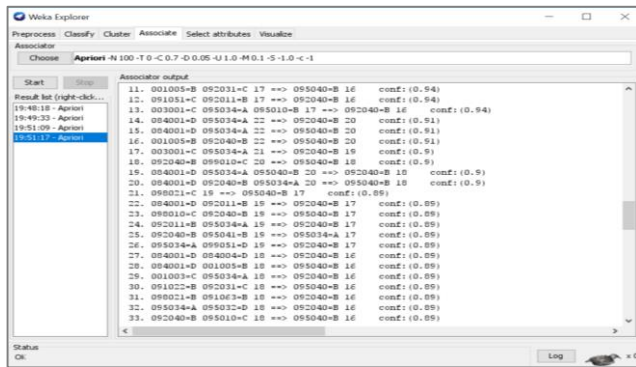 Weka Explorer
Preprocess Classify Cluster Associate Select attributes Visualize
Associator
Choose Apriori -N 100 -T 0 -C 0.7 -D 0.05 -U 1.0 -M 0.1 -S -1.0 -c -1
Start Stop
Result list (right-click...
19:48:18 - Apriori
19:49:33 - Apriori
19:51:09 - Apriori
19:51:17 - Apriori
Associator output
11. 001005=B 092031=C 17 ==> 095040=B 16 conf:(0.94)
12. 091051=C 092011=B 17 ==> 092040=B 16 conf:(0.94)
13. 003001=C 095034=A 095010=B 17 ==> 092040=B 16 conf:(0.94)
14. 084001=D 095034=A 22 ==> 092040=B 20 conf:(0.91)
15. 084001=D 095034=A 22 ==> 095040=B 20 conf:(0.91)
16. 001005=B 092040=B 22 ==> 095040=B 20 conf:(0.91)
17. 003001=C 095034=A 21 ==> 092040=B 19 conf:(0.9)
18. 092040=B 099010=C 20 ==> 095040=B 18 conf:(0.9)
19. 084001=D 095034=A 095040=B 20 ==> 092040=B 18 conf:(0.9)
20. 084001=D 092040=B 095034=A 20 ==> 095040=B 18 conf:(0.9)
21. 098021=C 19 ==> 095040=B 17 conf:(0.89)
22. 084001=D 092011=B 19 ==> 092040=B 17 conf:(0.89)
23. 098010=C 092040=B 19 ==> 095040=B 17 conf:(0.89)
24. 092011=B 095034=A 19 ==> 092040=B 17 conf:(0.89)
25. 092040=B 095041=B 19 ==> 095034=A 17 conf:(0.89)
26. 095034=A 099051=D 19 ==> 092040=B 17 conf:(0.89)
27. 084001=D 084004=D 18 ==> 092040=B 16 conf:(0.89)
28. 084001=D 001005=B 18 ==> 095040=B 16 conf:(0.89)
29. 001003=C 095034=A 18 ==> 095040=B 16 conf:(0.89)
30. 091022=B 092031=C 18 ==> 095040=B 16 conf:(0.89)
31. 098021=B 091063=B 18 ==> 095040=B 16 conf:(0.89)
32. 095034=A 095032=D 18 ==> 092040=B 16 conf:(0.89)
33. 092040=B 095010=C 18 ==> 095040=B 16 conf:(0.89)
Status
OK
Log
x 0